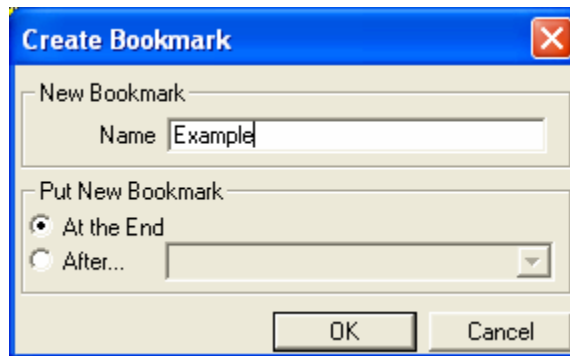 Create Bookmark
New Bookmark
Name Example
Put New Bookmark
At the End
After...
OK Cancel